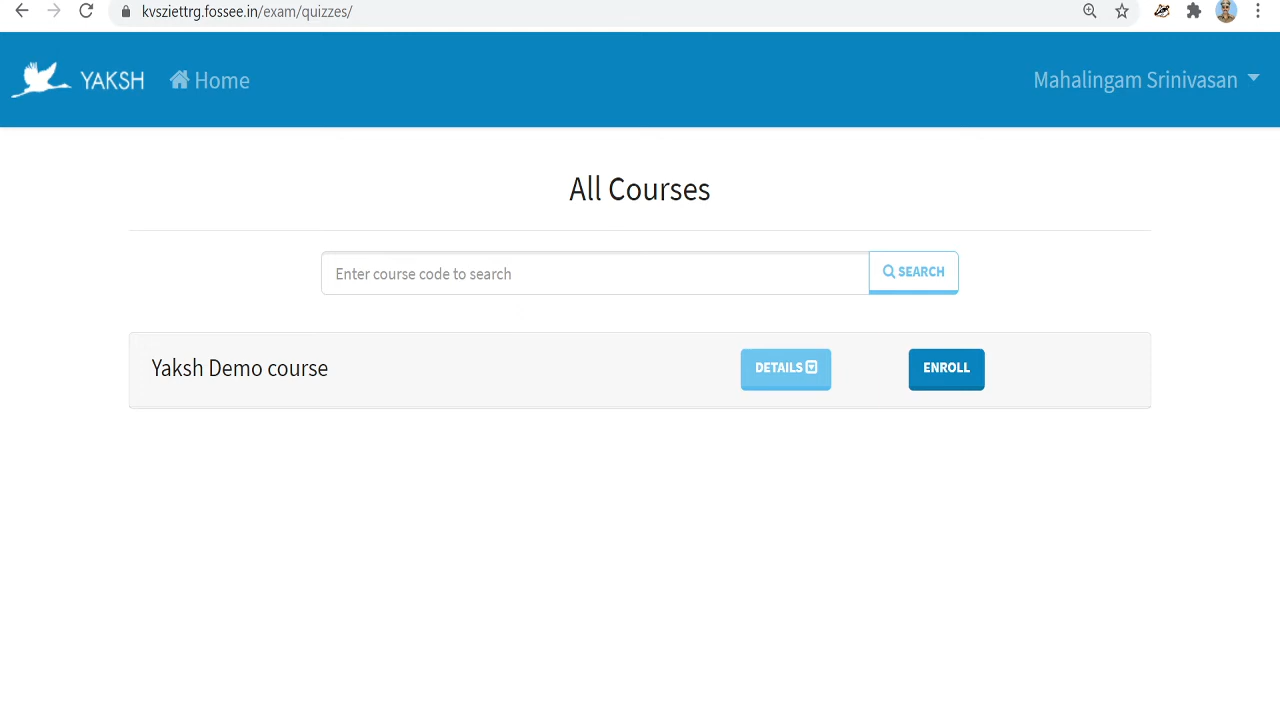 kvsziettrg.fossee.in/exam/quizzes/
YAKSH Home Mahalingam Srinivasan
All Courses
Enter course code to search SEARCH
Yaksh Demo course DETAILS ENROLL